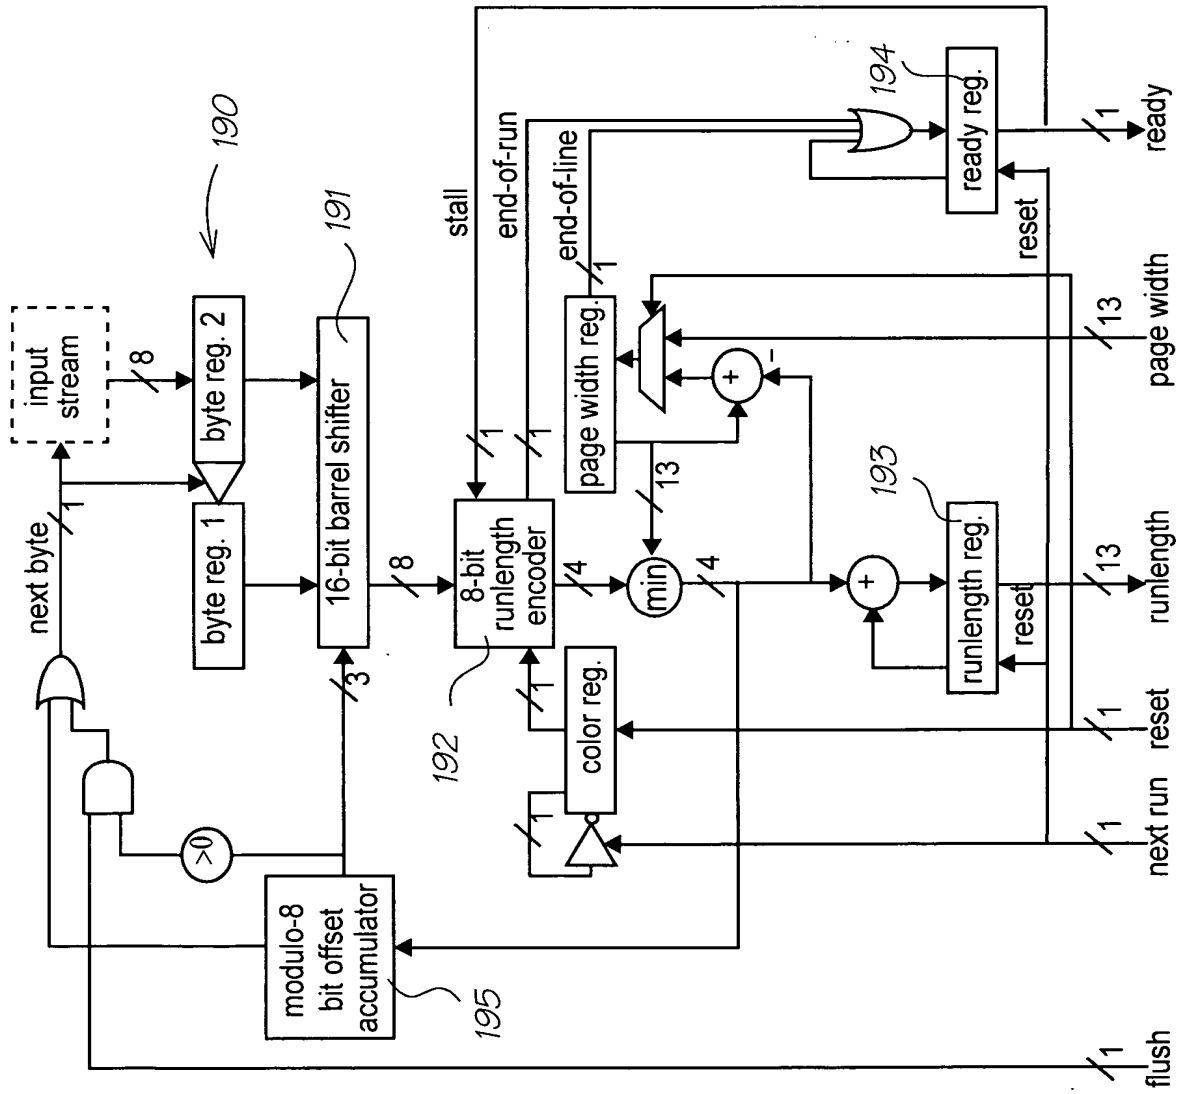 190
input
stream
8
next byte
1
byte reg. 1
byte reg. 2
191
16-bit barrel shifter
3
8
>0
modulo-8
bit offset
accumulator
195
192
8-bit
runlength
encoder
stall
1
end-of-run
1
end-of-line
1
4
min
4
color reg.
1
1
page width reg.
13
+
−
+
193
runlength reg.
reset
194
ready reg.
reset
1
flush
1
next run
1
reset
13
runlength
13
page width
1
ready